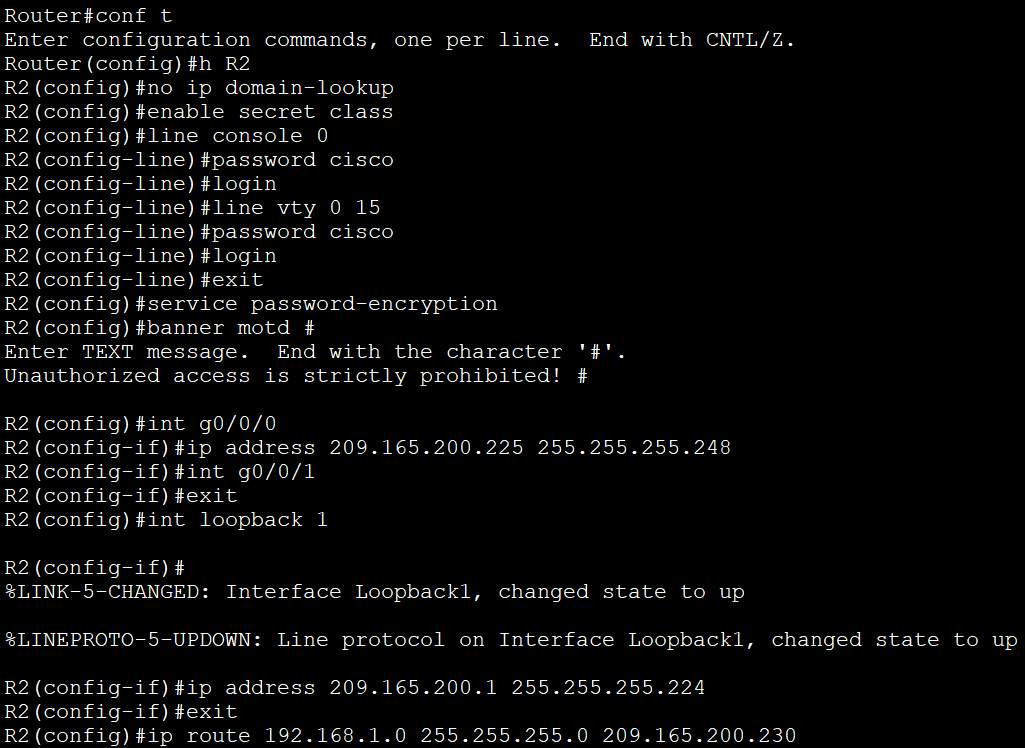 Router#conf t
Enter configuration commands, one per line.  End with CNTL/Z.
Router(config)#h R2
R2(config)#no ip domain-lookup
R2(config)#enable secret class
R2(config)#line console 0
R2(config-line)#password cisco
R2(config-line)#login
R2(config-line)#line vty 0 15
R2(config-line)#password cisco
R2(config-line)#login
R2(config-line)#exit
R2(config)#service password-encryption
R2(config)#banner motd #
Enter TEXT message.  End with the character '#'.
Unauthorized access is strictly prohibited! #
R2(config)#int g0/0/0
R2(config-if)#ip address 209.165.200.225 255.255.255.248
R2(config-if)#int g0/0/1
R2(config-if)#exit
R2(config)#int loopback 1
R2(config-if)#
%LINK-5-CHANGED: Interface Loopback1, changed state to up
%LINEPROTO-5-UPDOWN: Line protocol on Interface Loopback1, changed state to up
R2(config-if)#ip address 209.165.200.1 255.255.255.224
R2(config-if)#exit
R2(config)#ip route 192.168.1.0 255.255.255.0 209.165.200.230